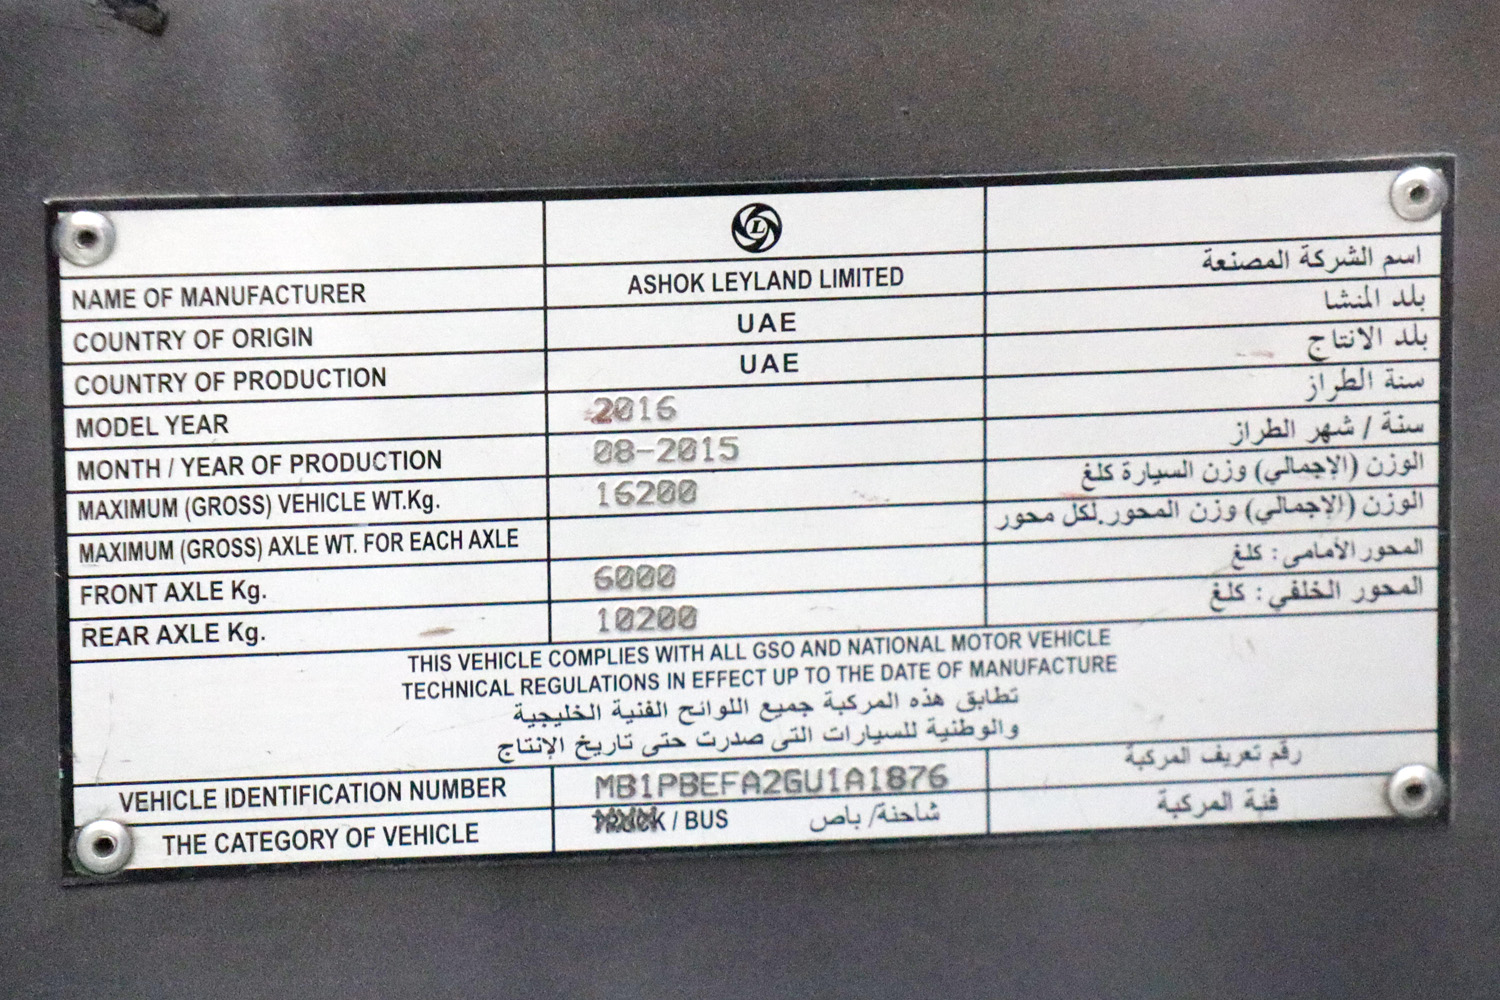 L
NAME OF MANUFACTURER ASHOK LEYLAND LIMITED اسم الشركة المصنعة
COUNTRY OF ORIGIN UAE بلد المنشا
COUNTRY OF PRODUCTION UAE بلد الانتاج
MODEL YEAR 2016 سنة الطراز
MONTH / YEAR OF PRODUCTION 08-2015 سنة / شهر الطراز
MAXIMUM (GROSS) VEHICLE WT.Kg. 16200 الوزن (الإجمالي) وزن السيارة كلغ
MAXIMUM (GROSS) AXLE WT. FOR EACH AXLE الوزن (الإجمالي) وزن المحور.لكل محور
FRONT AXLE Kg. 6000 المحور الأمامى: كلغ
REAR AXLE Kg. 10200 المحور الخلفي: كلغ
THIS VEHICLE COMPLIES WITH ALL GSO AND NATIONAL MOTOR VEHICLE
TECHNICAL REGULATIONS IN EFFECT UP TO THE DATE OF MANUFACTURE
تطابق هذه المركبة جميع اللوائح الفنية الخليجية
والوطنية للسيارات التى صدرت حتى تاريخ الإنتاج
VEHICLE IDENTIFICATION NUMBER MB1PBEFA2GU1A1876 رقم تعريف المركبة
THE CATEGORY OF VEHICLE TRUCK / BUS شاحنة/ باص فئة المركبة